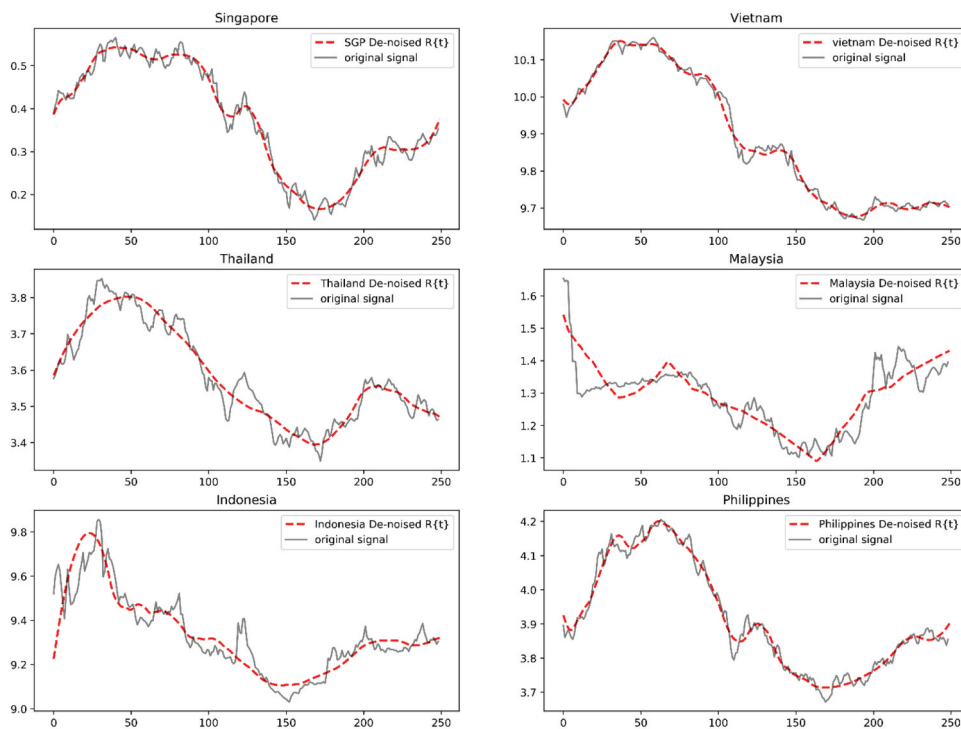 Singapore
SGP De-noised R{t}
original signal
0.5
0.4
0.3
0.2
0 50 100 150 200 250
Vietnam
vietnam De-noised R{t}
original signal
10.1
10.0
9.9
9.8
9.7
0 50 100 150 200 250
Thailand
Thailand De-noised R{t}
original signal
3.8
3.7
3.6
3.5
3.4
0 50 100 150 200 250
Malaysia
Malaysia De-noised R{t}
original signal
1.6
1.5
1.4
1.3
1.2
1.1
0 50 100 150 200 250
Indonesia
Indonesia De-noised R{t}
original signal
9.8
9.6
9.4
9.2
9.0
0 50 100 150 200 250
Philippines
Philippines De-noised R{t}
original signal
4.2
4.1
4.0
3.9
3.8
3.7
0 50 100 150 200 250